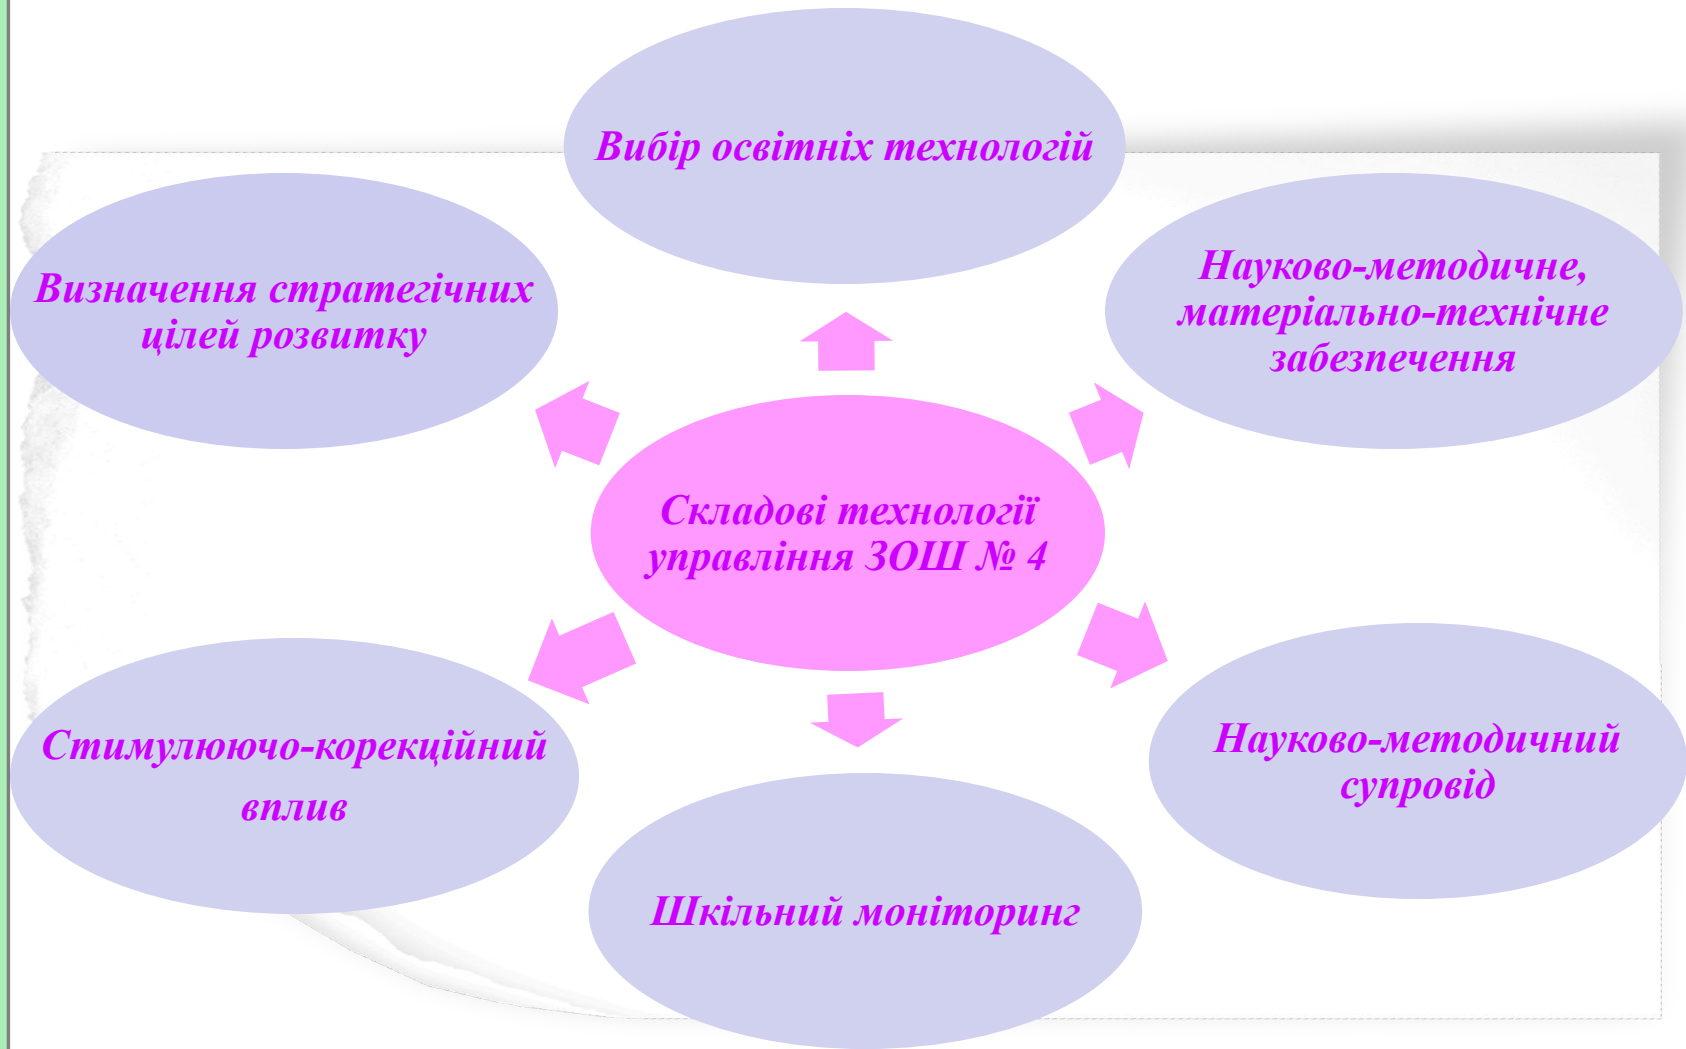 Вибір освітніх технологій
Визначення стратегічних
цілей розвитку
Науково-методичне,
матеріально-технічне
забезпечення
Складові технології
управління ЗОШ № 4
Стимулюючо-корекційний
вплив
Науково-методичний
супровід
Шкільний моніторинг